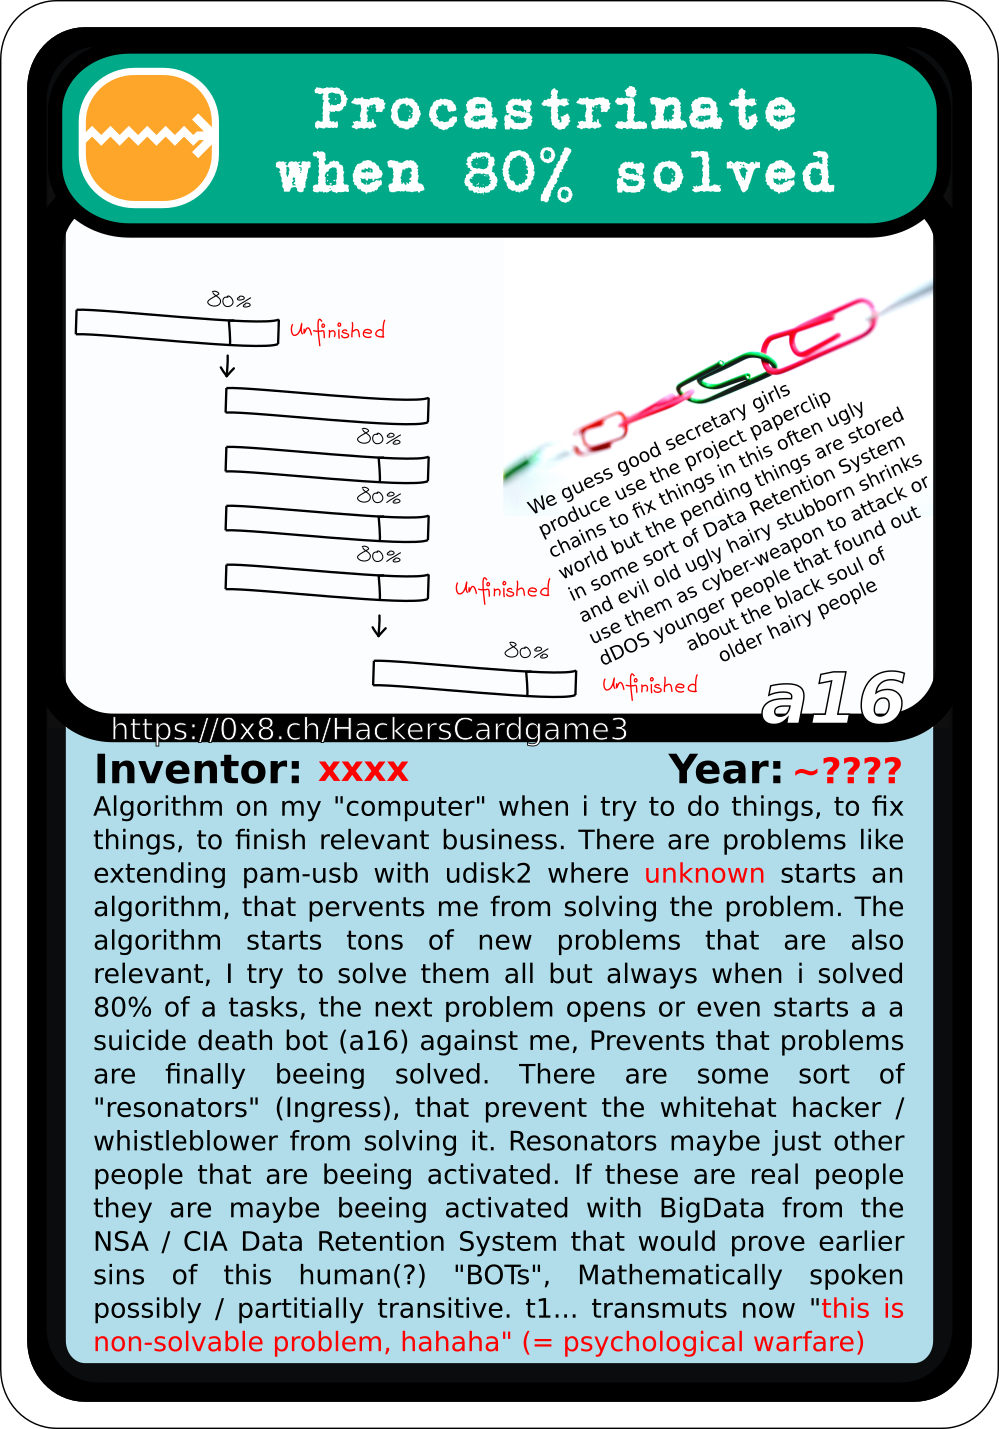 Procastrinate
when 80% solved
80%
Unfinished
80%
80%
80%
Unfinished
80%
Unfinished
We guess good secretary girls
produce use the project paperclip
chains to fix things in this often ugly
world but the pending things are stored
in some sort of Data Retention System
and evil old ugly hairy stubborn shrinks
use them as cyber-weapon to attack or
dDOS younger people that found out
about the black soul of
older hairy people
a16
https://0x8.ch/HackersCardgame3
Inventor: xxxx Year: ~????
Algorithm on my "computer" when i try to do things, to fix
things, to finish relevant business. There are problems like
extending pam-usb with udisk2 where unknown starts an
algorithm, that pervents me from solving the problem. The
algorithm starts tons of new problems that are also
relevant, I try to solve them all but always when i solved
80% of a tasks, the next problem opens or even starts a a
suicide death bot (a16) against me, Prevents that problems
are finally beeing solved. There are some sort of
"resonators" (Ingress), that prevent the whitehat hacker /
whistleblower from solving it. Resonators maybe just other
people that are beeing activated. If these are real people
they are maybe beeing activated with BigData from the
NSA / CIA Data Retention System that would prove earlier
sins of this human(?) "BOTs", Mathematically spoken
possibly / partitially transitive. t1... transmuts now "this is
non-solvable problem, hahaha" (= psychological warfare)